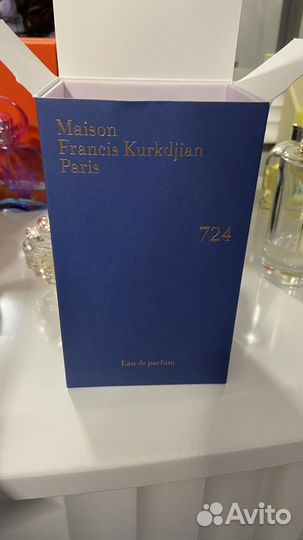 Maison
Francis Kurkdjian
Paris
724
Eau de parfum
Avito